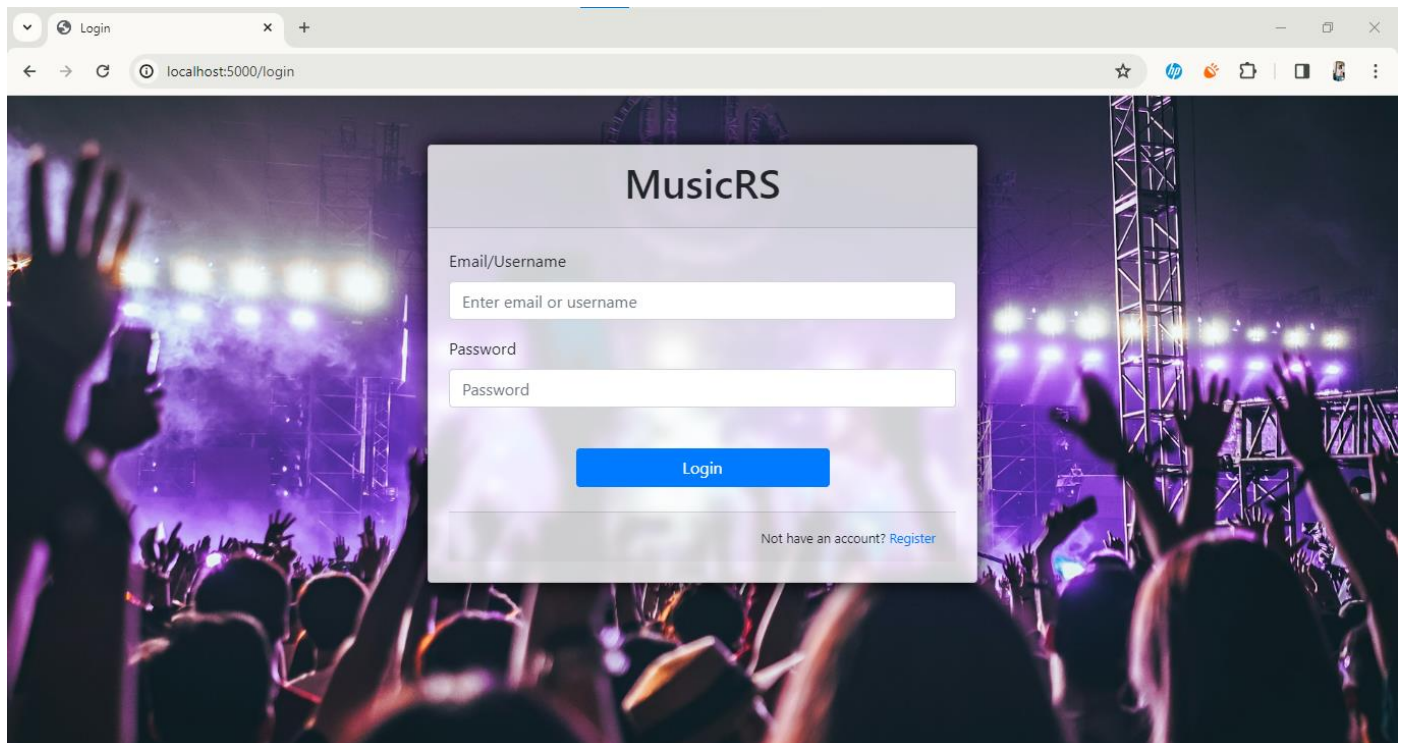 Login
localhost:5000/login
hp
MusicRS
Email/Username
Enter email or username
Password
Password
Login
Not have an account? Register